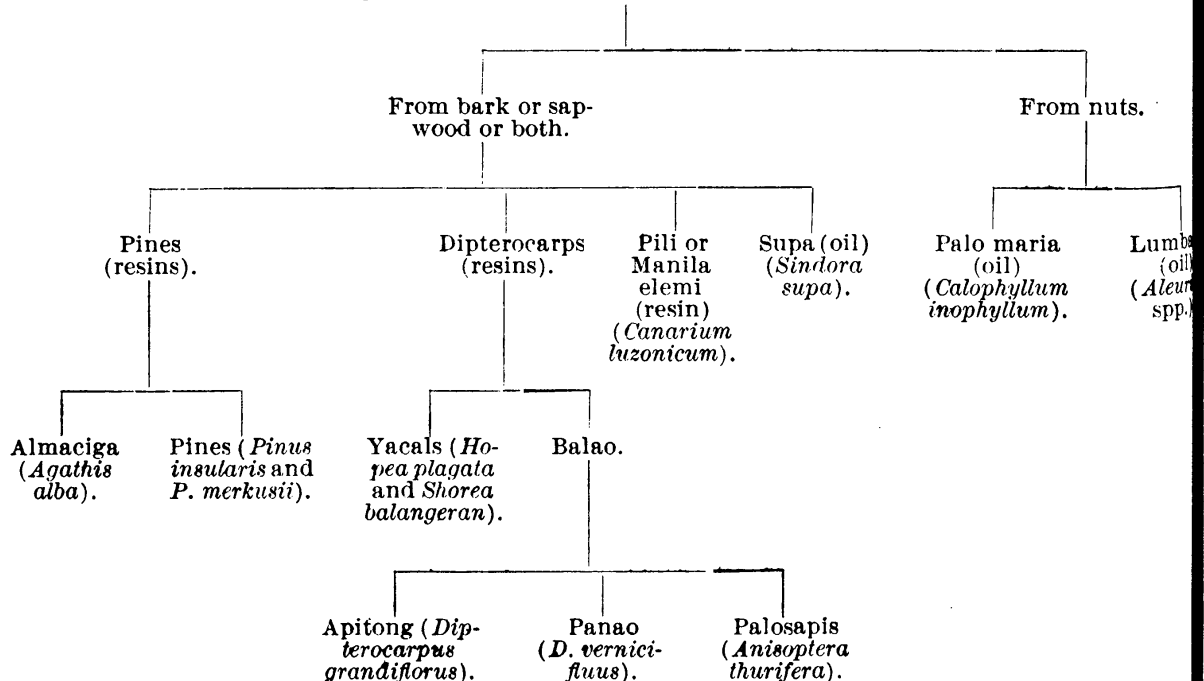 From bark or sap-
wood or both.
From nuts.
Pines
(resins).
Dipterocarps
(resins).
Pili or
Manila
elemi
(resin)
(Canarium
luzonicum).
Supa (oil)
(Sindora
supa).
Palo maria
(oil)
(Calophyllum
inophyllum).
(oil)
spp.)
Almaciga
(Agathis
alba).
Pines (Pinus
insularis and
P. merkusii).
Yacals (Ho-
pea plagata
and Shorea
balangeran).
Balao.
Apitong (Dip-
terocarpus
grandiflorus).
Panao
(D. vernici-
fluus).
Palosapis
(Anisoptera
thurifera).